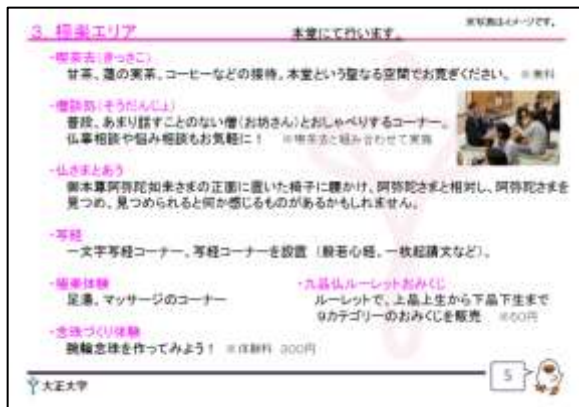 3．極楽エリア
本堂にて行います。
※写真はイメージです。
・喫茶去（きっさこ）
甘茶、蓮の実茶、コーヒーなどの接待。本堂という聖なる空間でお寛ぎください。 ※無料
・僧談処（そうだんじょ）
普段、あまり話すことのない僧（お坊さん）とおしゃべりするコーナー。
仏事相談や悩み相談もお気軽に！ ※喫茶去と組み合わせて実施
・仏さまとあう
御本尊阿弥陀如来さまの正面に置いた椅子に腰かけ、阿弥陀さまと相対し、阿弥陀さまを
見つめ、見つめられると何か感じるものがあるかもしれません。
・写経
一文字写経コーナー、写経コーナーを設置（般若心経、一枚起請文など）。
・極楽体験
足湯、マッサージのコーナー
・九品仏ルーレットおみくじ
ルーレットで、上品上生から下品下生まで
9カテゴリーのおみくじを販売 ※50円
・念珠づくり体験
腕輪念珠を作ってみよう！ ※体験料 300円
大正大学
5